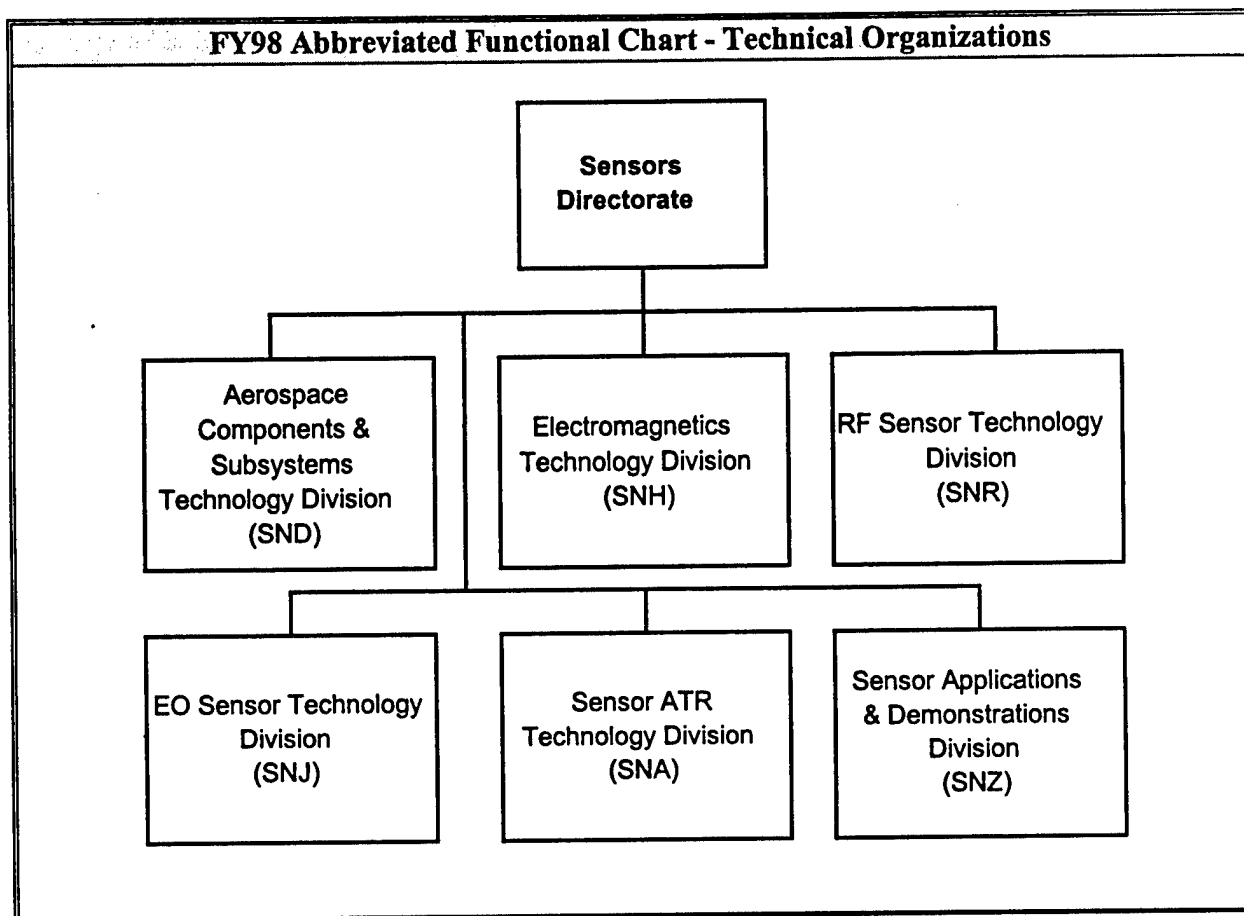 FY98 Abbreviated Functional Chart - Technical Organizations
Sensors
Directorate
Aerospace
Components &
Subsystems
Technology Division
(SND)
Electromagnetics
Technology Division
(SNH)
RF Sensor Technology
Division
(SNR)
EO Sensor Technology
Division
(SNJ)
Sensor ATR
Technology Division
(SNA)
Sensor Applications
& Demonstrations
Division
(SNZ)